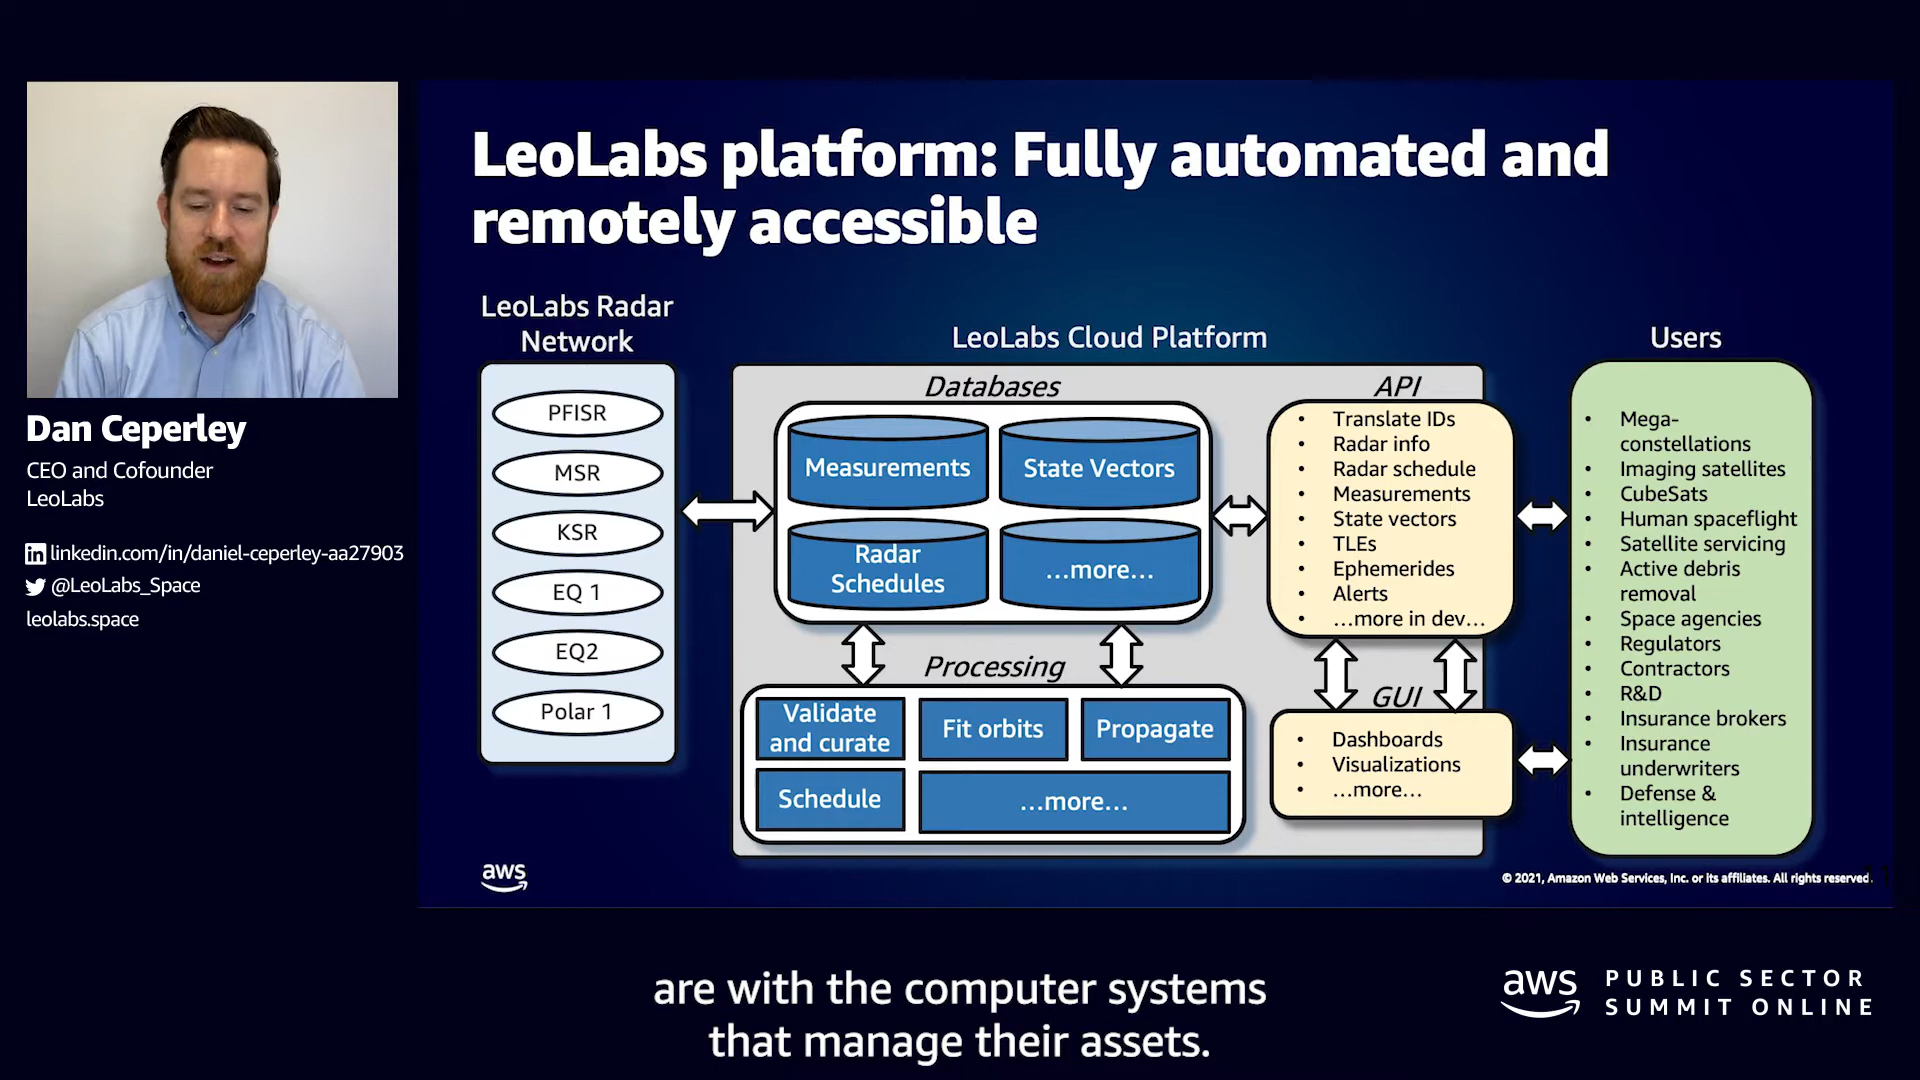 LeoLabs platform: Fully automated and
remotely accessible
Dan Ceperley
CEO and Cofounder
LeoLabs
linkedin.com/in/daniel-ceperley-aa27903
@LeoLabs_Space
leolabs.space
LeoLabs Radar
Network
PFISR
MSR
KSR
EQ 1
EQ2
Polar 1
LeoLabs Cloud Platform
Databases
Measurements
State Vectors
Radar
Schedules
...more...
Processing
Validate
and curate
Fit orbits
Propagate
Schedule
...more...
API
• Translate IDs
• Radar info
• Radar schedule
• Measurements
• State vectors
• TLEs
• Ephemerides
• Alerts
• ...more in dev...
GUI
• Dashboards
• Visualizations
• ...more...
Users
• Mega-
constellations
• Imaging satellites
• CubeSats
• Human spaceflight
• Satellite servicing
• Active debris
removal
• Space agencies
• Regulators
• Contractors
• R&D
• Insurance brokers
• Insurance
underwriters
• Defense &
intelligence
aws
© 2021, Amazon Web Services, Inc. or its affiliates. All rights reserved.
are with the computer systems
that manage their assets.
aws
PUBLIC SECTOR
SUMMIT ONLINE